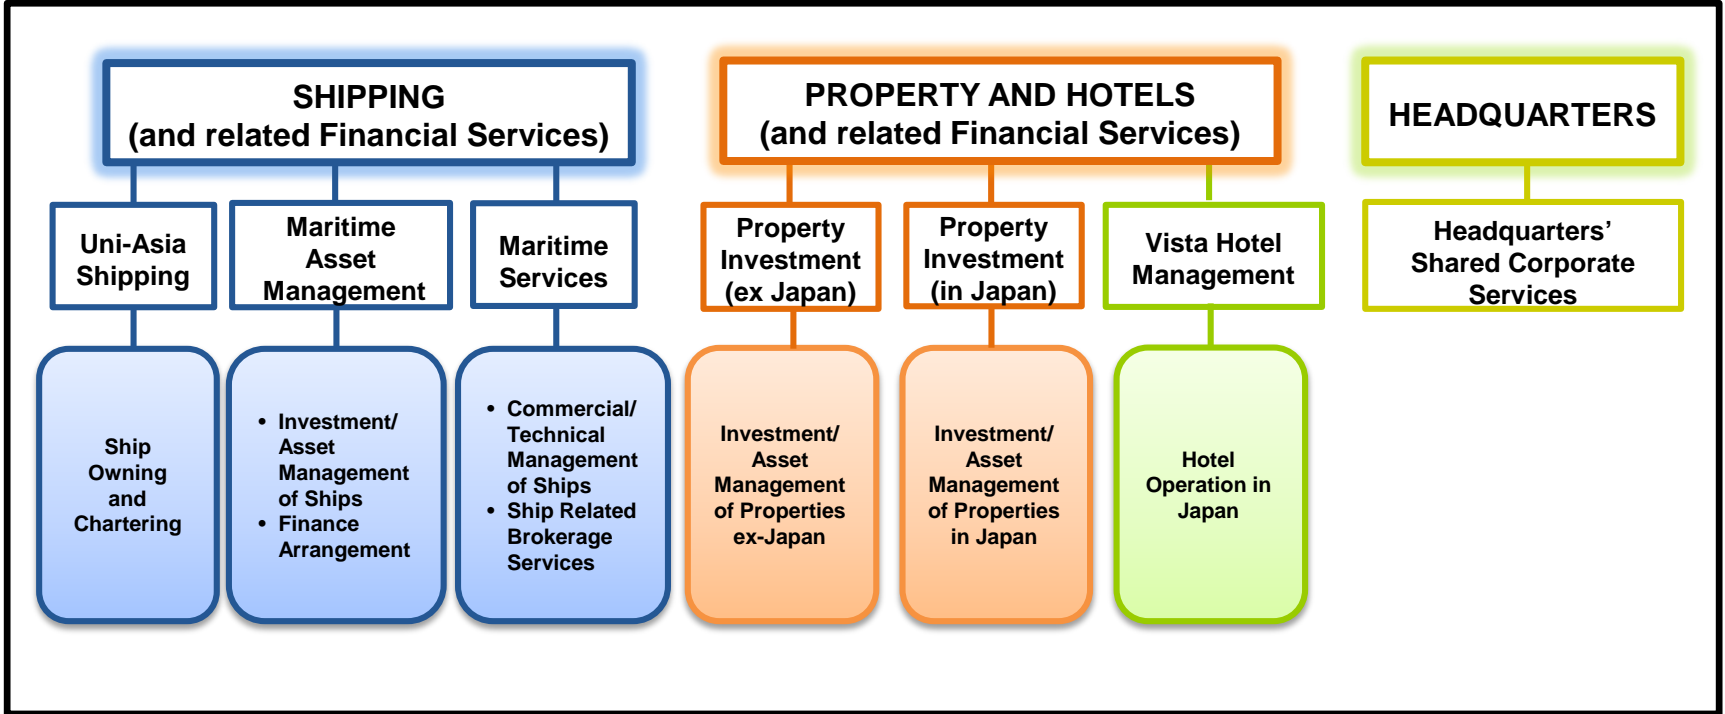 SHIPPING
(and related Financial Services)
PROPERTY AND HOTELS
(and related Financial Services)
HEADQUARTERS
Uni-Asia
Shipping
Maritime
Asset
Management
Maritime
Services
Property
Investment
(ex Japan)
Property
Investment
(in Japan)
Vista Hotel
Management
Headquarters’
Shared Corporate
Services
Ship
Owning
and
Chartering
• Investment/
Asset
Management
of Ships
• Finance
Arrangement
• Commercial/
Technical
Management
of Ships
• Ship Related
Brokerage
Services
Investment/
Asset
Management
of Properties
ex-Japan
Investment/
Asset
Management
of Properties
in Japan
Hotel
Operation in
Japan